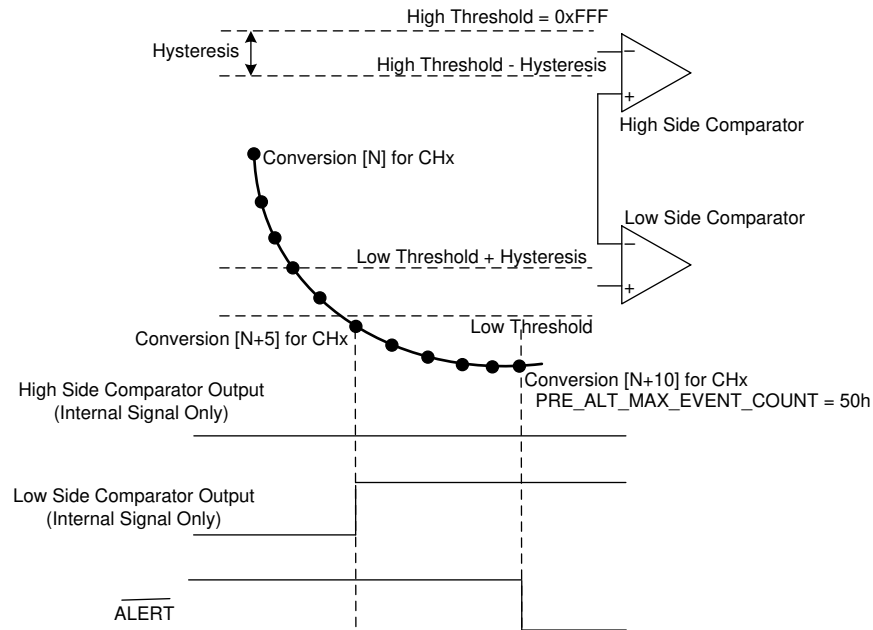 High Threshold = 0xFFF
Hysteresis
High Threshold - Hysteresis
−
+
High Side Comparator
Conversion [N] for CHx
Low Side Comparator
−
+
Low Threshold + Hysteresis
Low Threshold
Conversion [N+5] for CHx
Conversion [N+10] for CHx
PRE_ALT_MAX_EVENT_COUNT = 50h
High Side Comparator Output
(Internal Signal Only)
Low Side Comparator Output
(Internal Signal Only)
ALERT